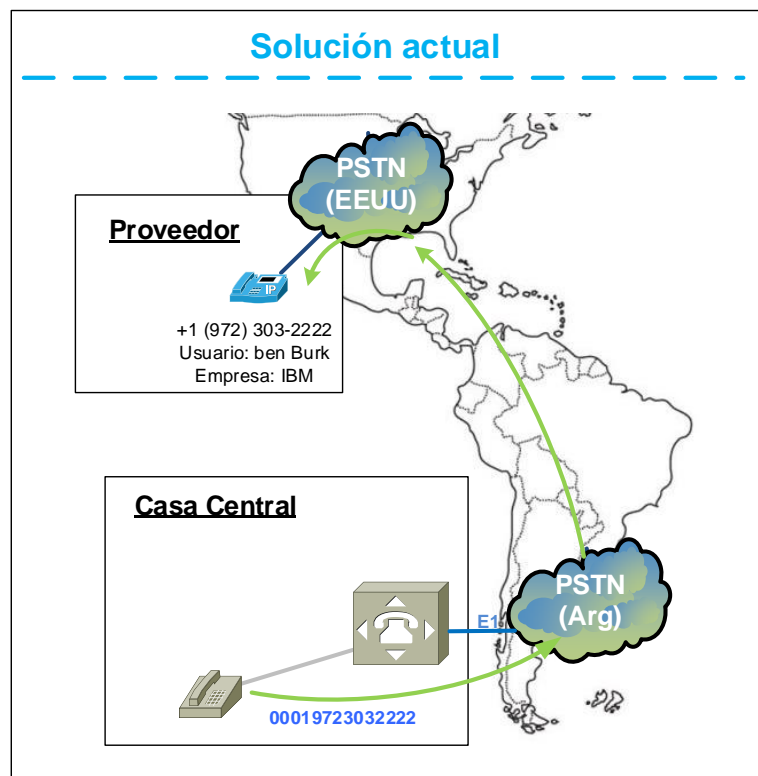 Solución actual
PSTN
(EEUU)
Proveedor
IP
+1 (972) 303-2222
Usuario: ben Burk
Empresa: IBM
Casa Central
PSTN
(Arg)
E1
00019723032222